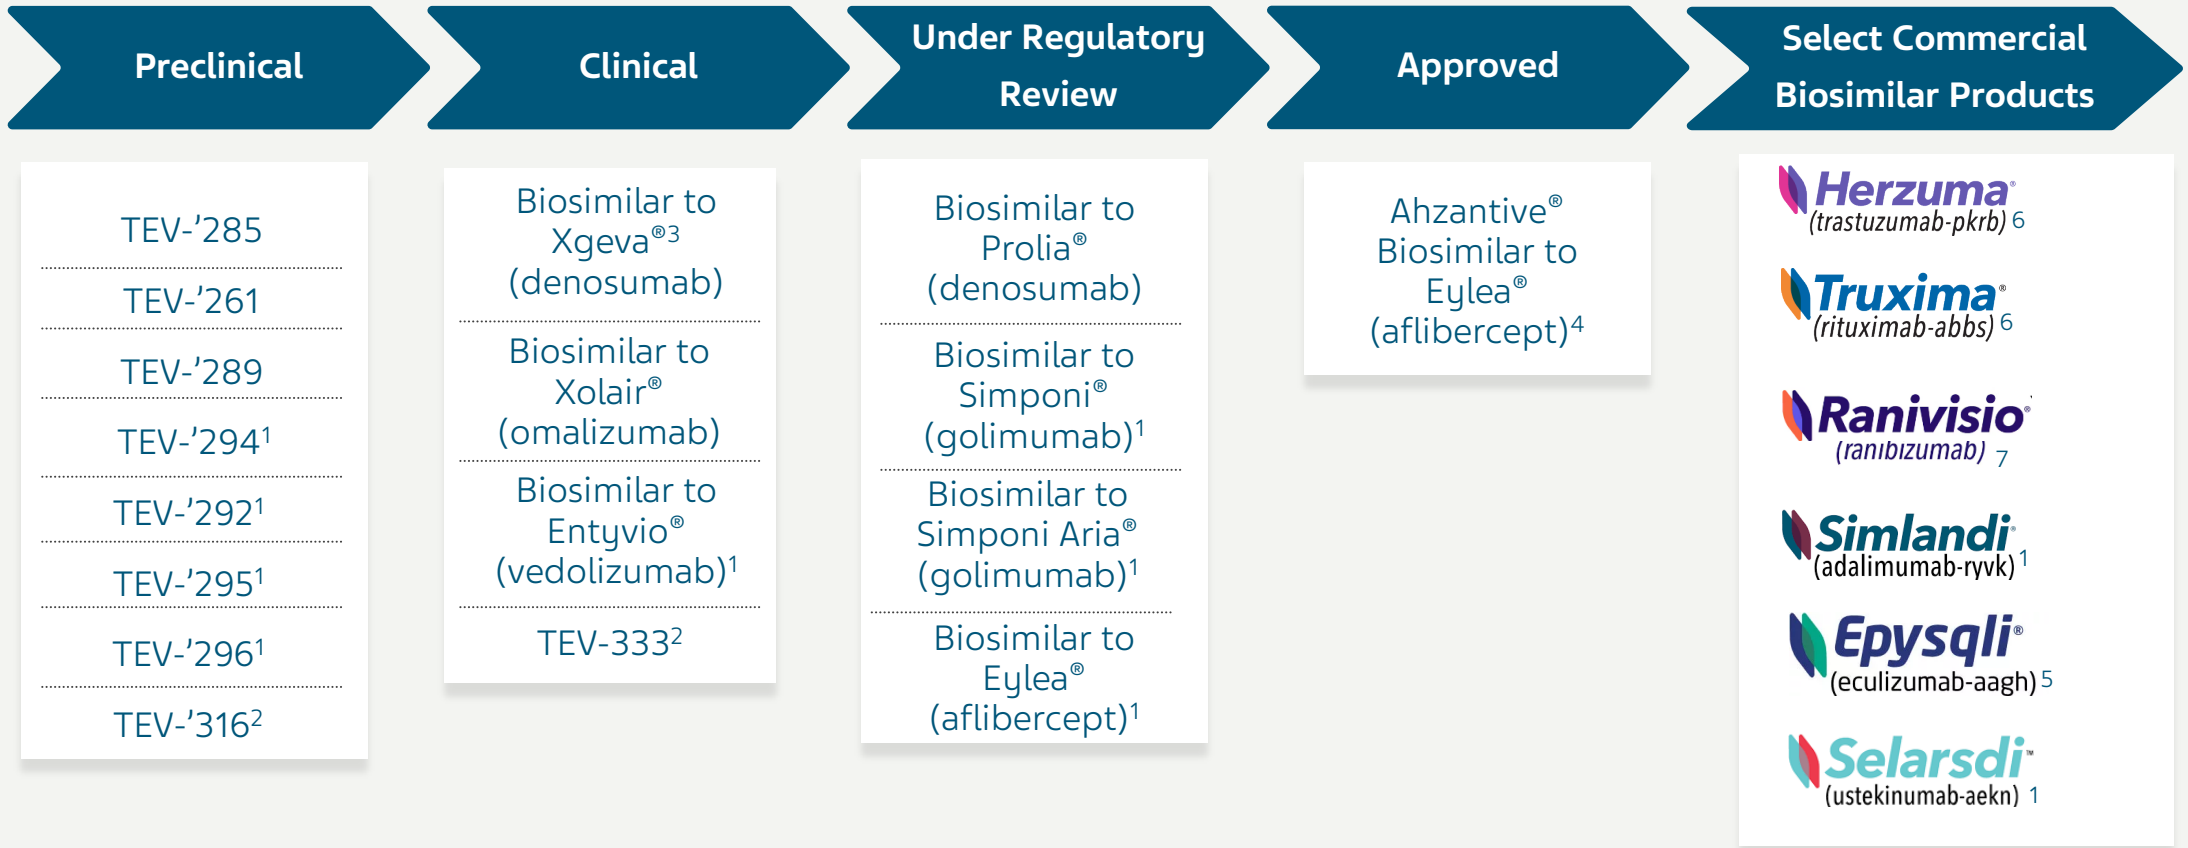 Preclinical
Clinical
Under Regulatory
Review
Approved
Select Commercial
Biosimilar Products
TEV-’285
TEV-’261
TEV-’289
TEV-’294¹
TEV-’292¹
TEV-’295¹
TEV-’296¹
TEV-’316²
Biosimilar to
Xgeva®³
(denosumab)
Biosimilar to
Xolair®
(omalizumab)
Biosimilar to
Entyvio®
(vedolizumab)¹
TEV-333²
Biosimilar to
Prolia®
(denosumab)
Biosimilar to
Simponi®
(golimumab)¹
Biosimilar to
Simponi Aria®
(golimumab)¹
Biosimilar to
Eylea®
(aflibercept)¹
Ahzantive®
Biosimilar to
Eylea®
(aflibercept)⁴
Herzuma®
(trastuzumab-pkrb) 6
Truxima®
(rituximab-abbs) 6
Ranivisio®
(ranibizumab) 7
Simlandi®
(adalimumab-ryvk) 1
Epysqli®
(eculizumab-aagh) 5
Selarsdi™
(ustekinumab-aekn) 1